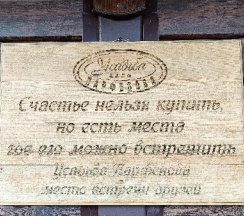 Усадьба
Счастье нельзя купить,
но есть места
где его можно встретить
Усадьба
место встречи друзей